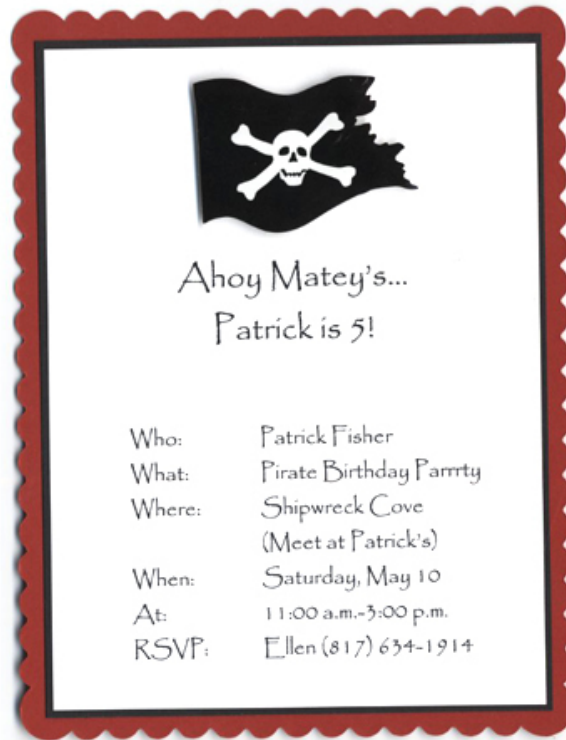 Ahoy Matey's...
Patrick is 5!
Who: Patrick Fisher
What: Pirate Birthday Parrrty
Where: Shipwreck Cove
(Meet at Patrick's)
When: Saturday, May 10
At: 11:00 a.m.-3:00 p.m.
RSVP: Ellen (817) 634-1914